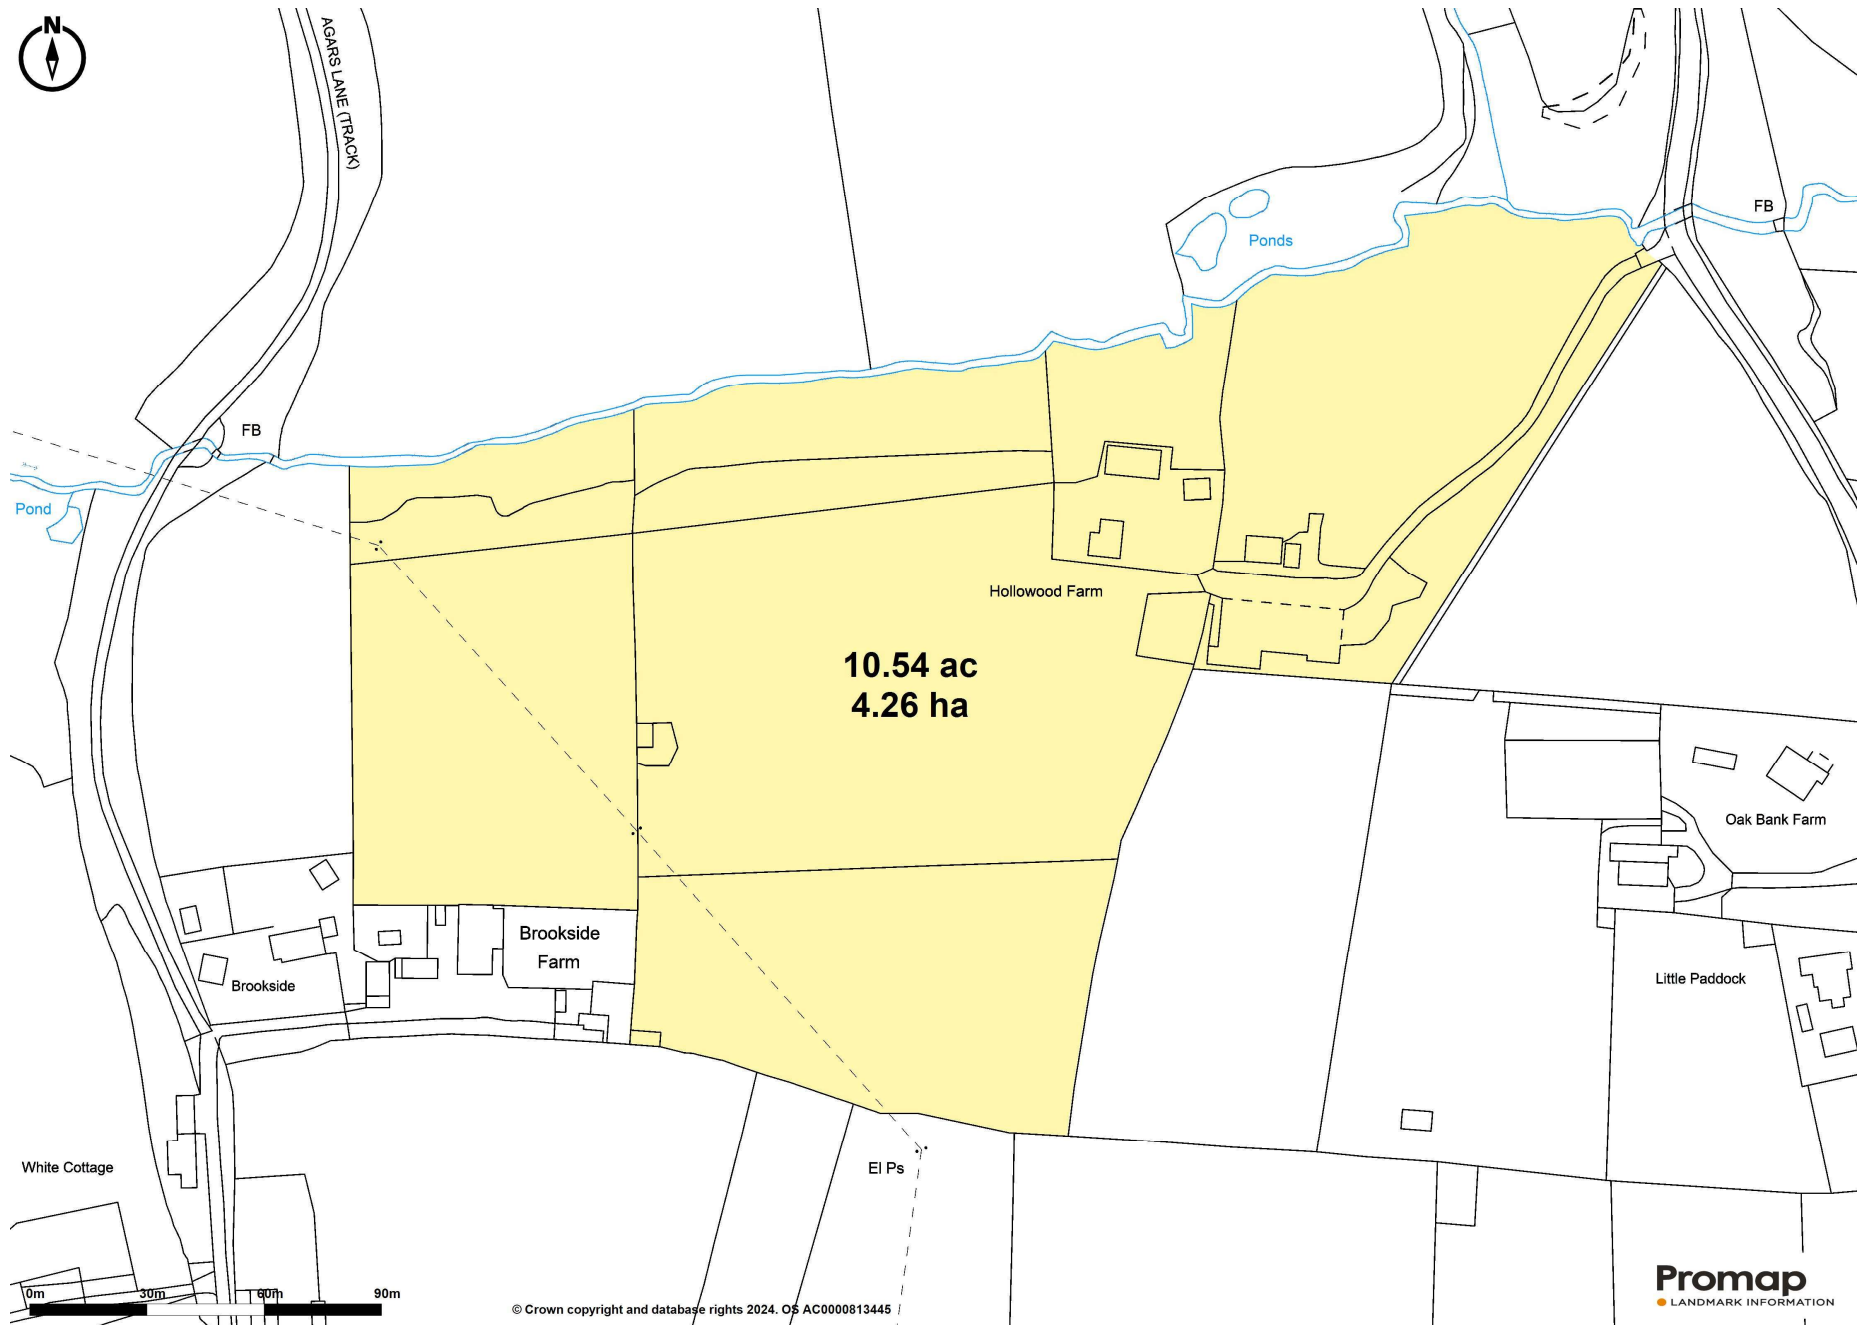 N
AGARS LANE (TRACK)
FB
Ponds
FB
Pond
Hollowood Farm
10.54 ac
4.26 ha
Oak Bank Farm
Brookside
Farm
Brookside
Little Paddock
White Cottage
El Ps
0m 30m 60m 90m
© Crown copyright and database rights 2024. OS AC0000813445
Promap
LANDMARK INFORMATION